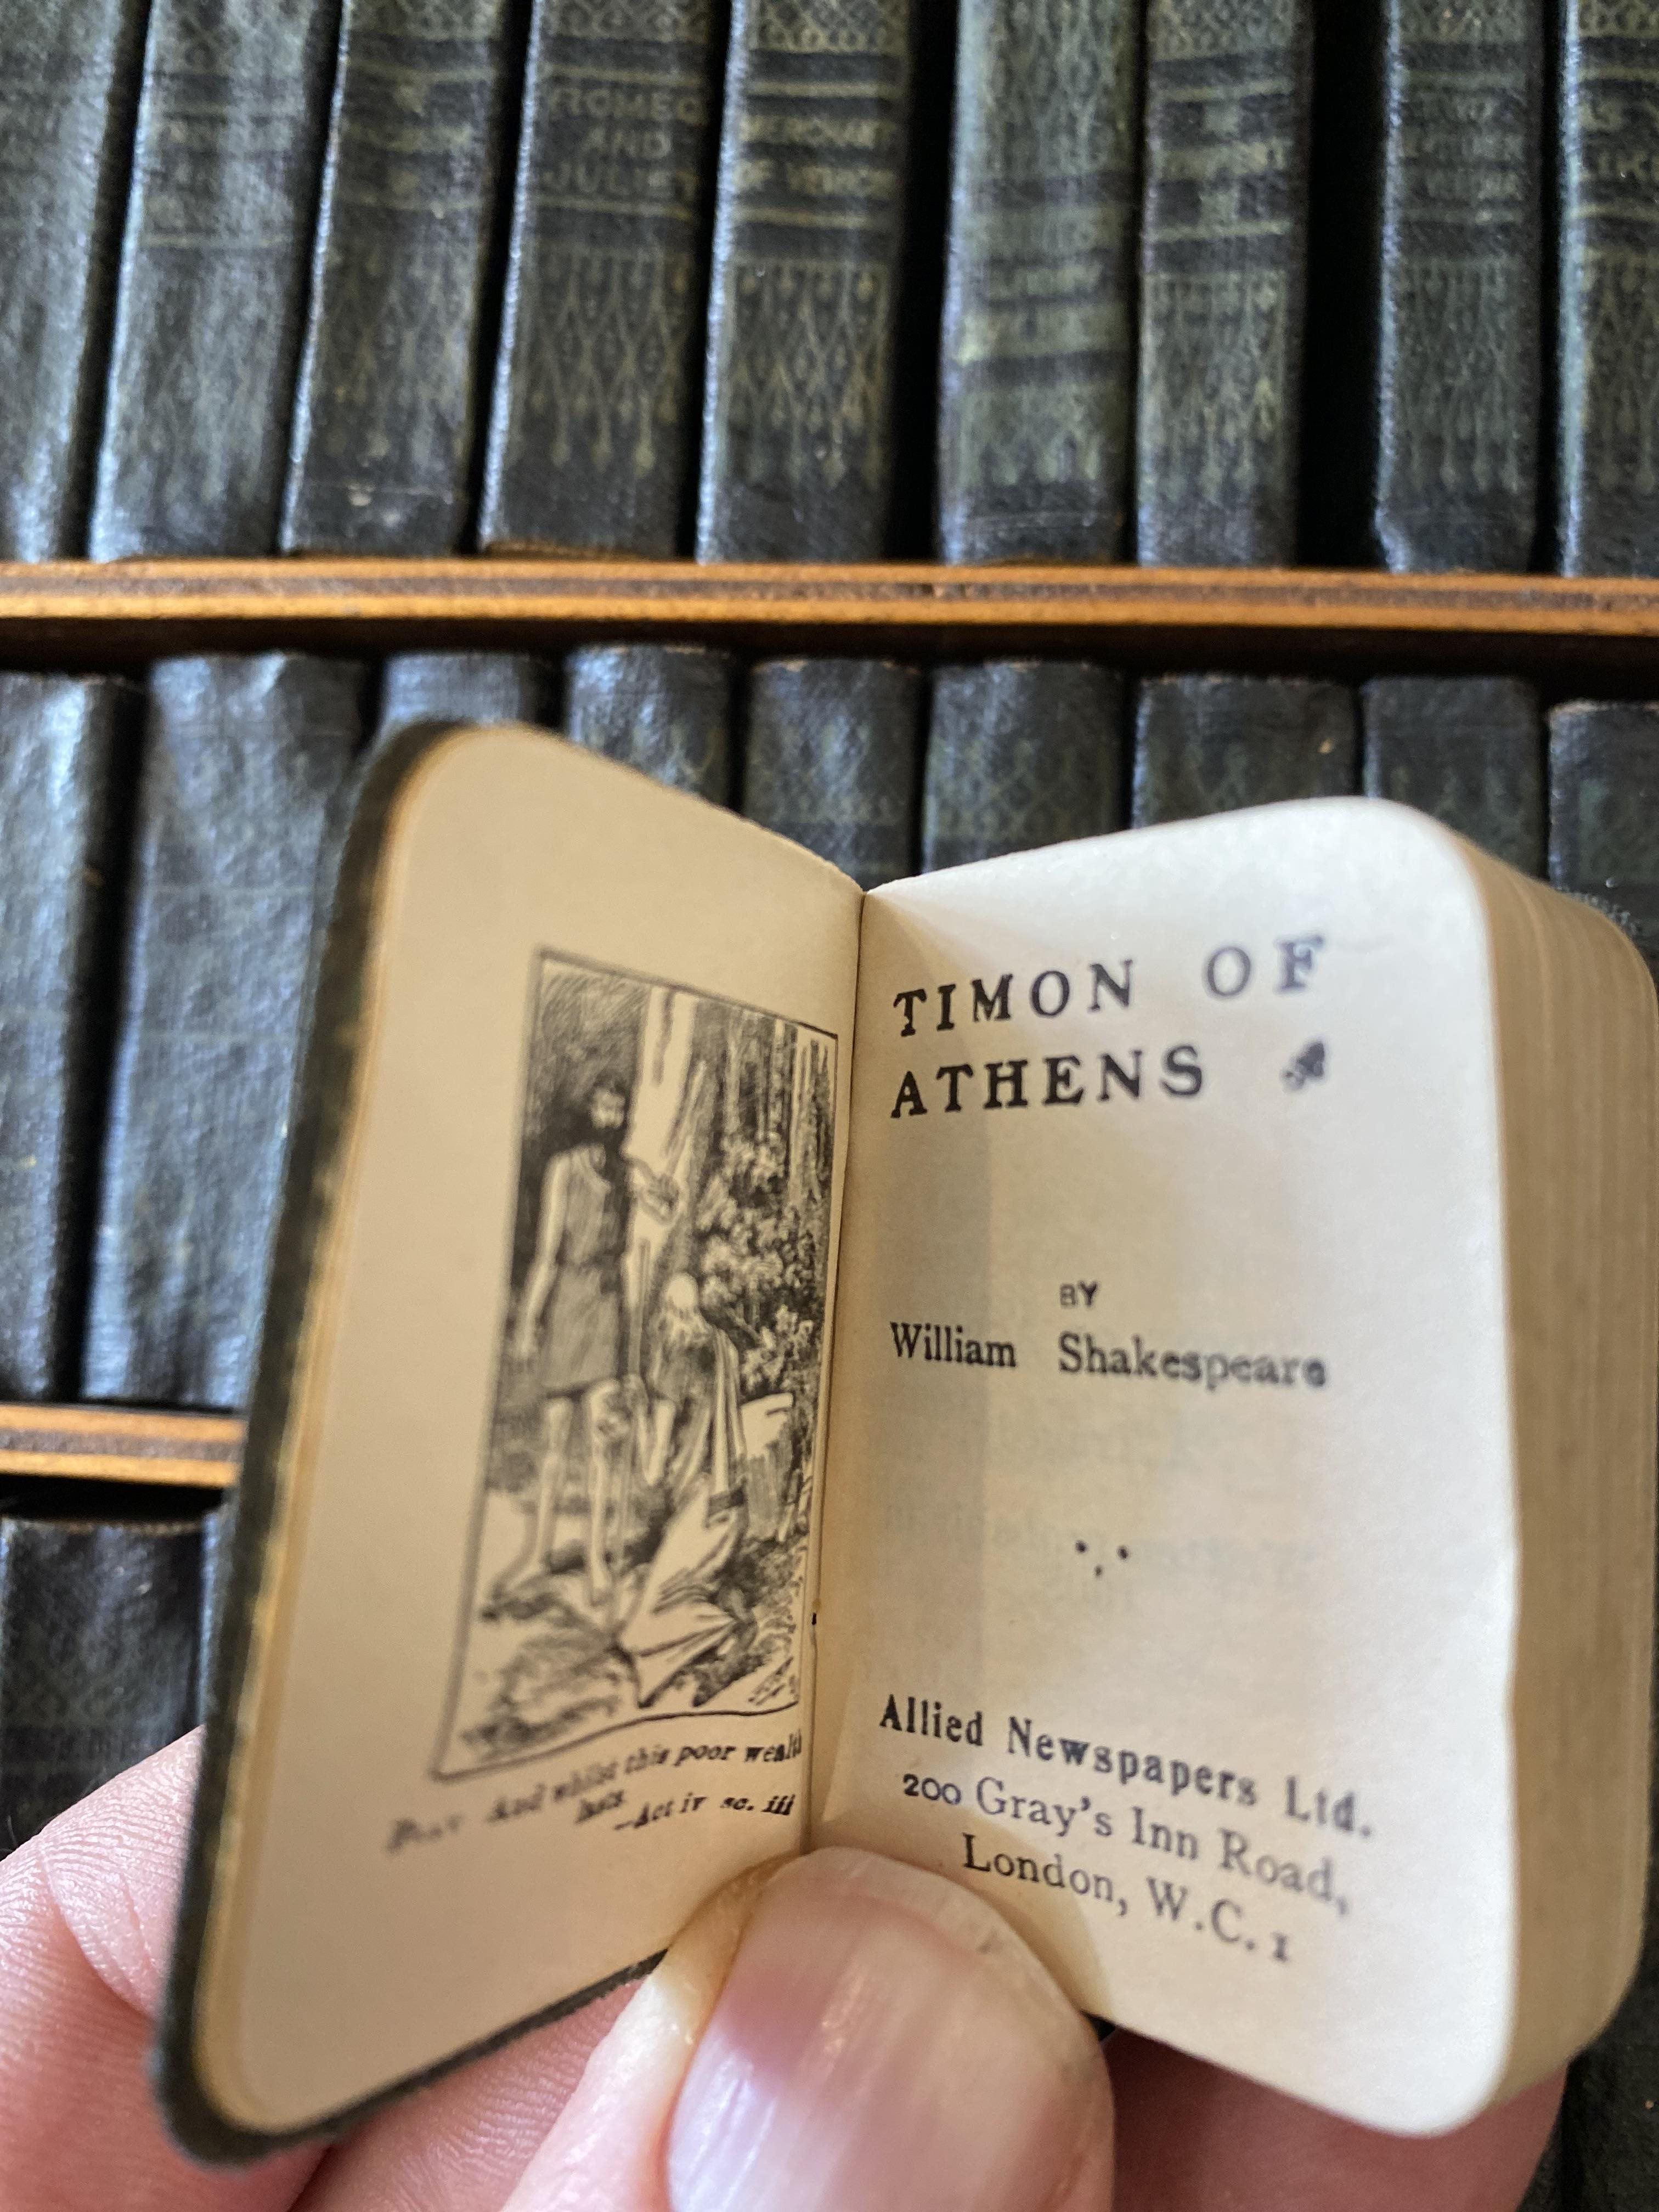 ROMEO
AND
JULIET
MERCHANT
OF VENICE
And whilst this poor wealth
lasts
—Act iv sc. iii
TIMON OF
ATHENS
BY
William Shakespeare
Allied Newspapers Ltd.
200 Gray's Inn Road,
London, W.C. 1